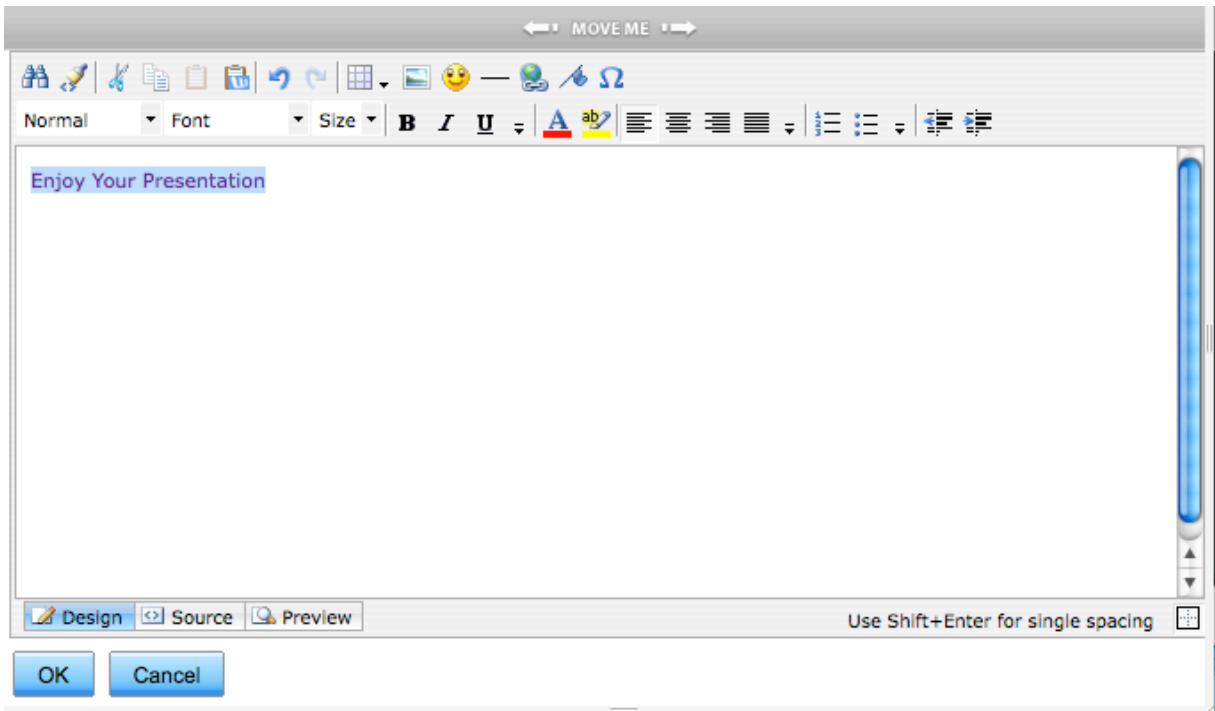 MOVE ME
Normal Font Size B I U A ab Ω
Enjoy Your Presentation
Design Source Preview Use Shift+Enter for single spacing
OK Cancel